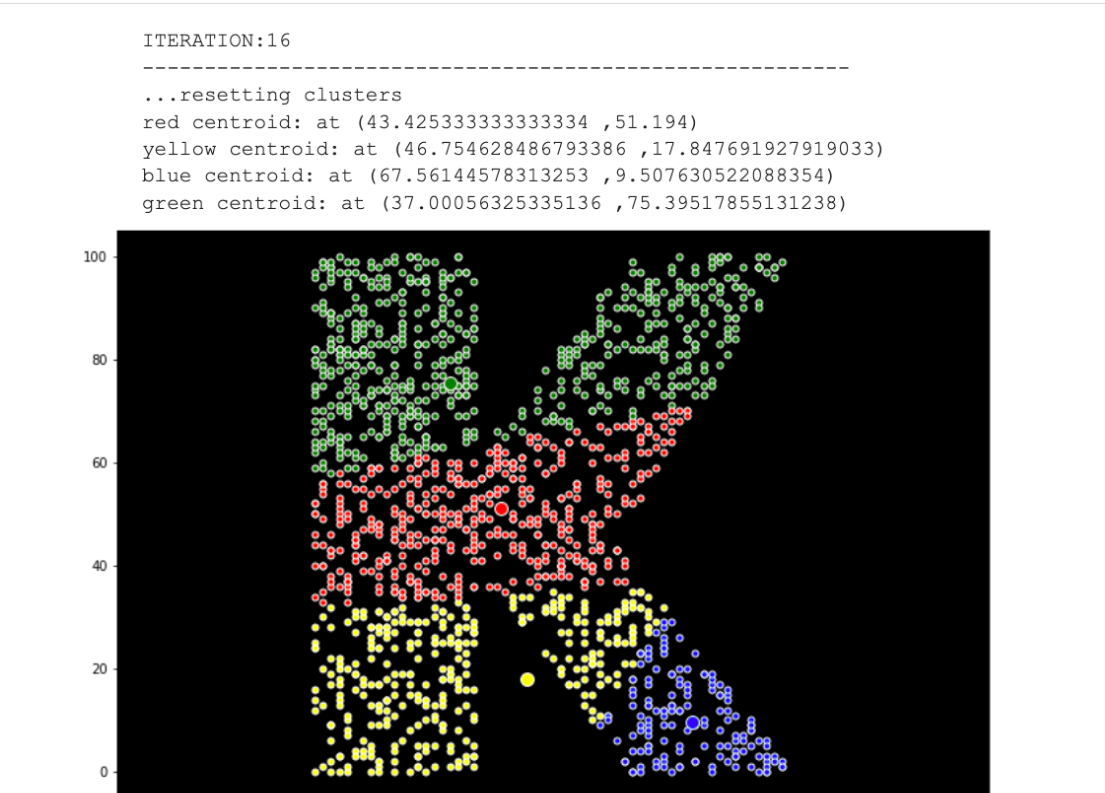 ITERATION:16
---------------------------------------------------------
...resetting clusters
red centroid: at (43.425333333333334 ,51.194)
yellow centroid: at (46.754628486793386 ,17.847691927919033)
blue centroid: at (67.56144578313253 ,9.507630522088354)
green centroid: at (37.00056325335136 ,75.39517855131238)
100
80
60
40
20
0